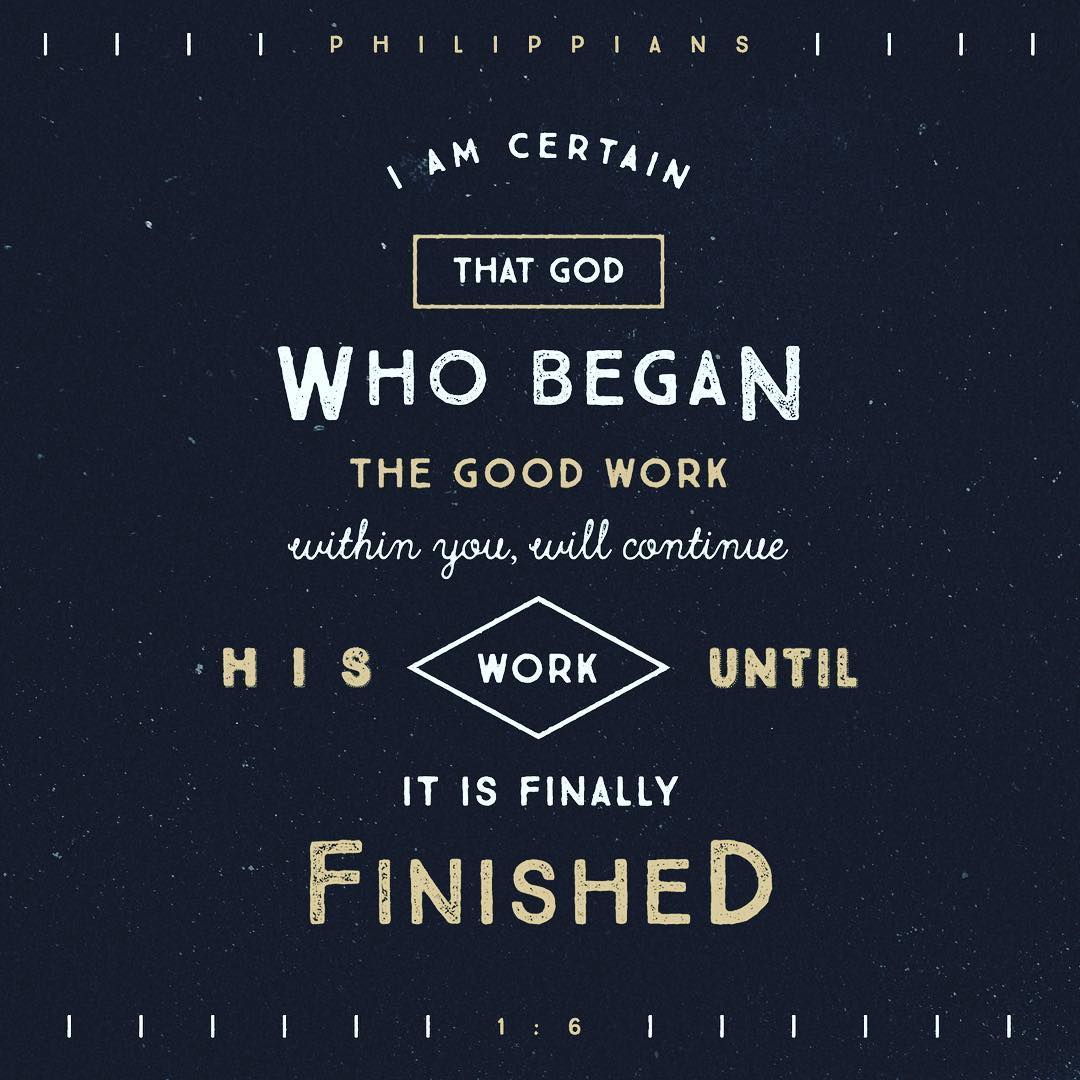 PHILIPPIANS
I AM CERTAIN
THAT GOD
WHO BEGAN
THE GOOD WORK
within you, will continue
HIS WORK UNTIL
IT IS FINALLY
FINISHED
1:6